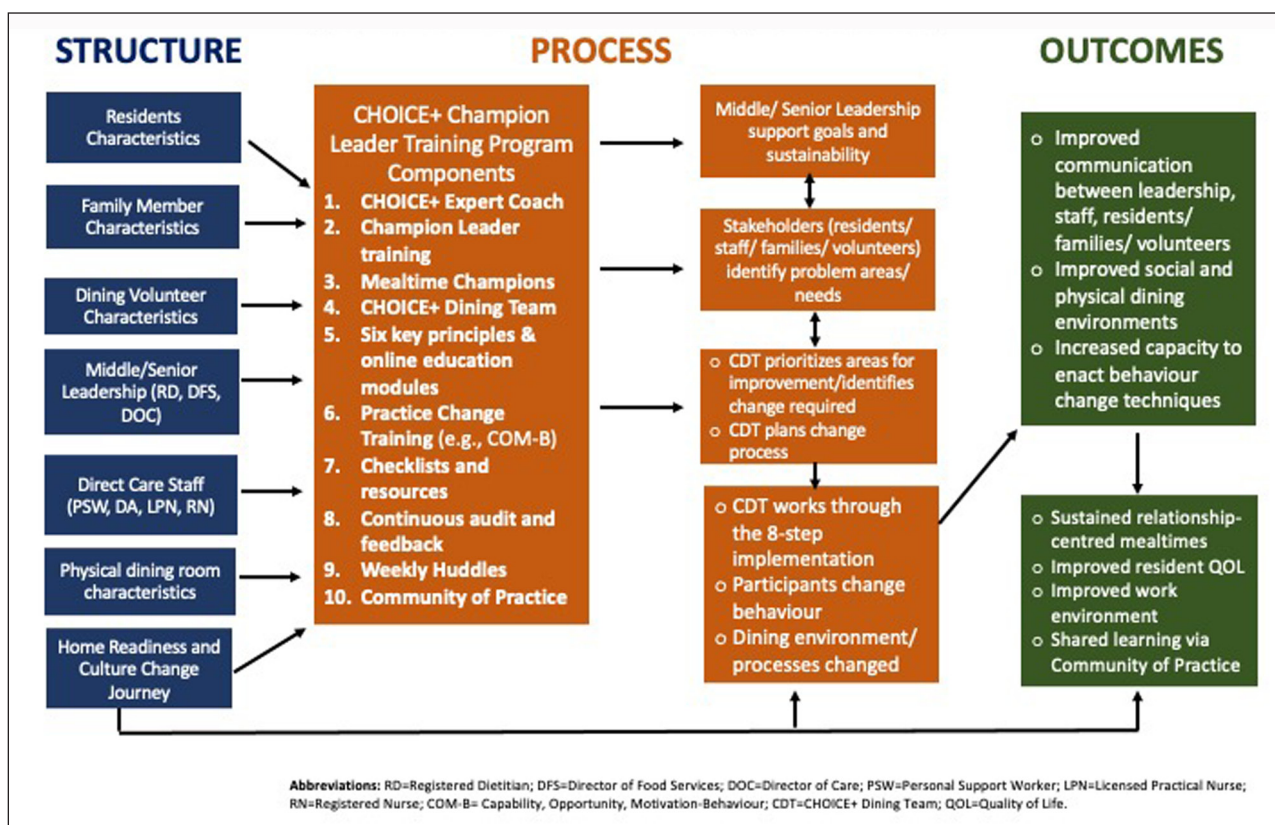 STRUCTURE
PROCESS
OUTCOMES
Residents
Characteristics
Family Member
Characteristics
Dining Volunteer
Characteristics
Middle/Senior
Leadership (RD, DFS,
DOC)
Direct Care Staff
(PSW, DA, LPN, RN)
Physical dining room
characteristics
Home Readiness and
Culture Change
Journey
CHOICE+ Champion
Leader Training Program
Components
1. CHOICE+ Expert Coach
2. Champion Leader
training
3. Mealtime Champions
4. CHOICE+ Dining Team
5. Six key principles &
online education
modules
6. Practice Change
Training (e.g., COM-B)
7. Checklists and
resources
8. Continuous audit and
feedback
9. Weekly Huddles
10. Community of Practice
Middle/ Senior Leadership
support goals and
sustainability
Stakeholders (residents/
staff/ families/ volunteers)
identify problem areas/
needs
o CDT prioritizes areas for
improvement/identifies
change required
o CDT plans change
process
o CDT works through
the 8-step
implementation
o Participants change
behaviour
o Dining environment/
processes changed
o Improved
communication
between leadership,
staff, residents/
families/ volunteers
o Improved social and
physical dining
environments
o Increased capacity to
enact behaviour
change techniques
o Sustained relationship-
centred mealtimes
o Improved resident QOL
o Improved work
environment
o Shared learning via
Community of Practice
Abbreviations: RD=Registered Dietitian; DFS=Director of Food Services; DOC=Director of Care; PSW=Personal Support Worker; LPN=Licensed Practical Nurse;
RN=Registered Nurse; COM-B= Capability, Opportunity, Motivation-Behaviour; CDT=CHOICE+ Dining Team; QOL=Quality of Life.